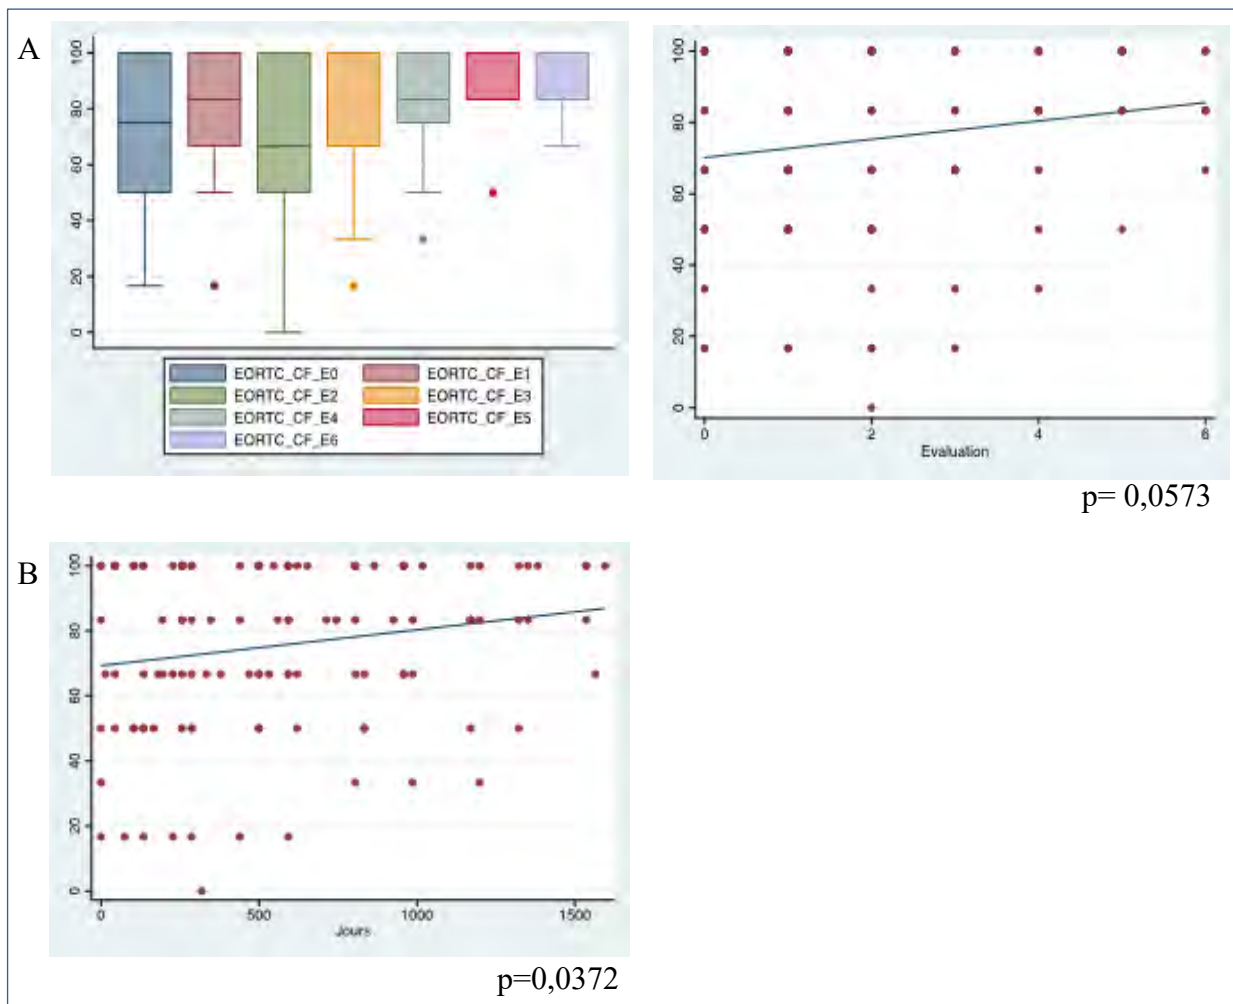 A
100
80
60
40
20
0
EORTC_CF_E0 EORTC_CF_E1
EORTC_CF_E2 EORTC_CF_E3
EORTC_CF_E4 EORTC_CF_E5
EORTC_CF_E6
100
80
60
40
20
0
0 2 4 6
Evaluation
p= 0,0573
B
100
80
60
40
20
0
0 500 1000 1500
Jours
p=0,0372